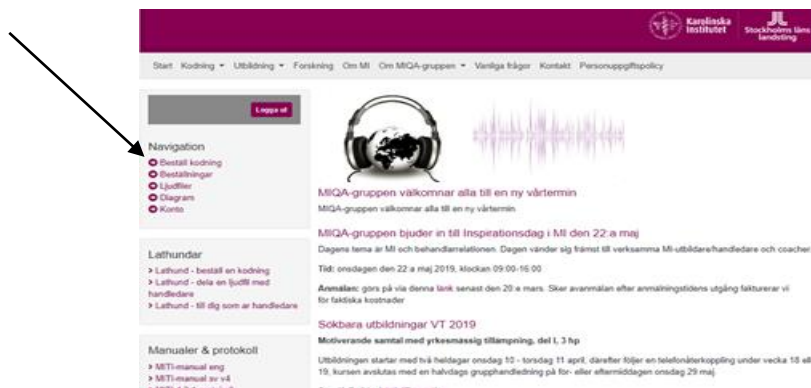 Karolinska
Institutet
Stockholms läns
landsting
Start Kodning Utbildning Forskning Om MI Om MIQA-gruppen Vanliga frågor Kontakt Personuppgiftspolicy
Logga ut
Navigation
Beställ kodning
Beställningar
Ljudfiler
Diagram
Konto
Lathundar
> Lathund - beställ en kodning
> Lathund - dela en ljudfil med
handledare
> Lathund - till dig som är handledare
Manualer & protokoll
> MITI-manual eng
> MITI-manual sv v4
MIQA-gruppen välkomnar alla till en ny vårtermin
MIQA-gruppen välkomnar alla till en ny vårtermin.
MIQA-gruppen bjuder in till Inspirationsdag i MI den 22:a maj
Dagens tema är MI och behandlarrelationen. Dagen vänder sig främst till verksamma MI-utbildare/handledare och coacher
Tid: onsdagen den 22:a maj 2019, klockan 09:00-16:00
Anmälan: görs på via denna länk senast den 20:e mars. Sker avanmälan efter anmälningstidens utgång fakturerar vi
för faktiska kostnader
Sökbara utbildningar VT 2019
Motiverande samtal med yrkesmässig tillämpning, del I, 3 hp
Utbildningen startar med två heldagar onsdag 10 - torsdag 11 april, därefter följer en telefonåterkoppling under vecka 18 ell
19, kursen avslutas med en halvdags grupphandledning på för- eller eftermiddagen onsdag 29 maj.